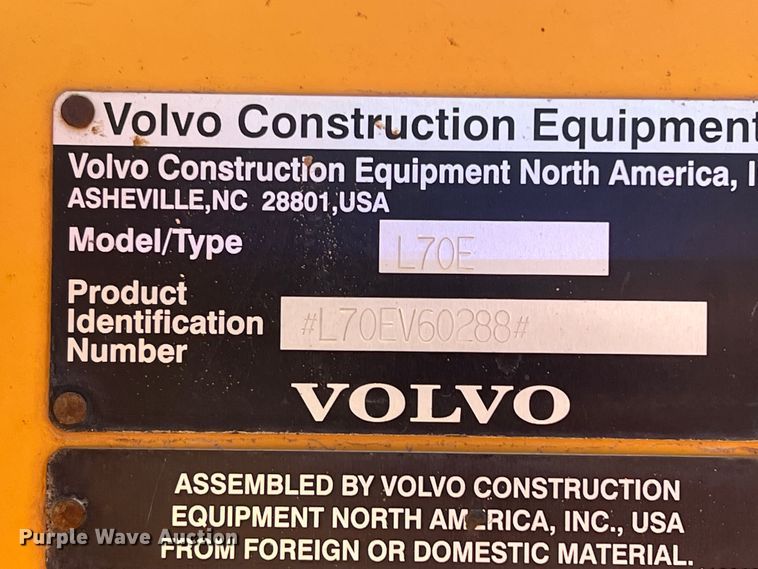 Volvo Construction Equipment
Volvo Construction Equipment North America, I
ASHEVILLE,NC 28801,USA
Model/Type L70E
Product
Identification
Number #L70EV60288#
VOLVO
ASSEMBLED BY VOLVO CONSTRUCTION
EQUIPMENT NORTH AMERICA, INC., USA
FROM FOREIGN OR DOMESTIC MATERIAL.
Purple Wave Auction